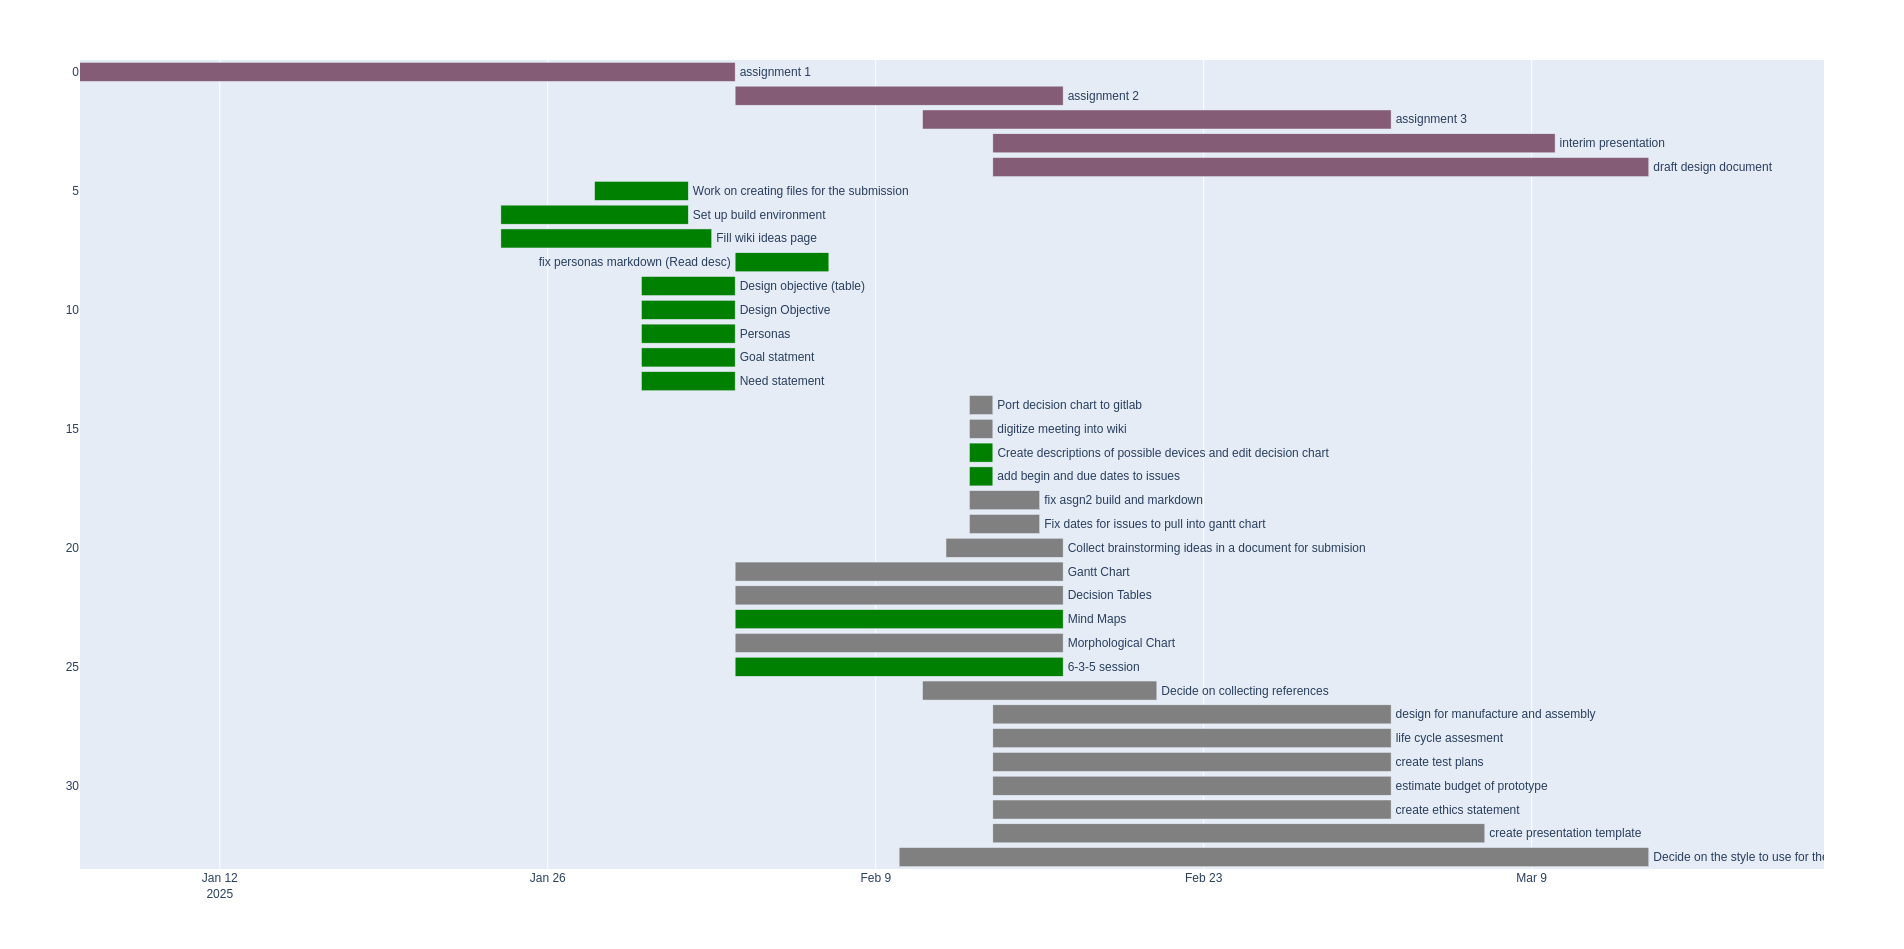 0 assignment 1
assignment 2
assignment 3
interim presentation
draft design document
5 Work on creating files for the submission
Set up build environment
Fill wiki ideas page
fix personas markdown (Read desc)
Design objective (table)
10 Design Objective
Personas
Goal statment
Need statement
Port decision chart to gitlab
15 digitize meeting into wiki
Create descriptions of possible devices and edit decision chart
add begin and due dates to issues
fix asgn2 build and markdown
Fix dates for issues to pull into gantt chart
20 Collect brainstorming ideas in a document for submision
Gantt Chart
Decision Tables
Mind Maps
Morphological Chart
25 6-3-5 session
Decide on collecting references
design for manufacture and assembly
life cycle assesment
create test plans
30 estimate budget of prototype
create ethics statement
create presentation template
Decide on the style to use for the
Jan 12 Jan 26 Feb 9 Feb 23 Mar 9
2025